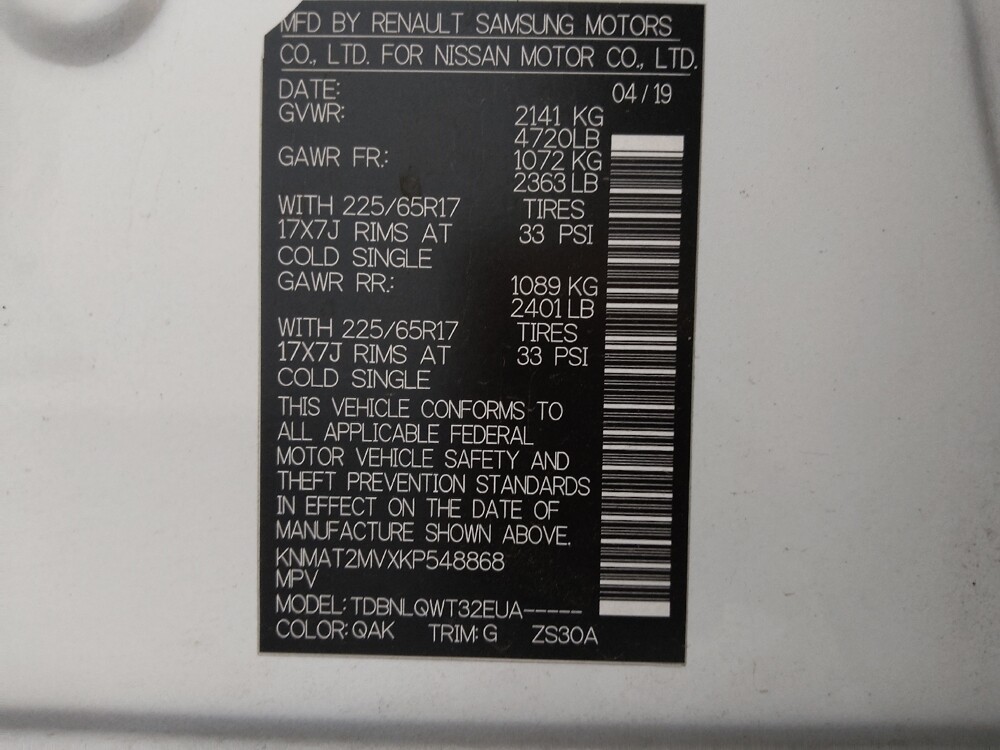 MFD BY RENAULT SAMSUNG MOTORS
CO., LTD. FOR NISSAN MOTOR CO., LTD.
DATE: 04 / 19
GVWR: 2141 KG
4720LB
GAWR FR.: 1072 KG
2363 LB
WITH 225/65R17 TIRES
17X7J RIMS AT 33 PSI
COLD SINGLE
GAWR RR.: 1089 KG
2401 LB
WITH 225/65R17 TIRES
17X7J RIMS AT 33 PSI
COLD SINGLE
THIS VEHICLE CONFORMS TO
ALL APPLICABLE FEDERAL
MOTOR VEHICLE SAFETY AND
THEFT PREVENTION STANDARDS
IN EFFECT ON THE DATE OF
MANUFACTURE SHOWN ABOVE.
KNMAT2MVXKP548868
MPV
MODEL: TDBNLQWT32EUA-----
COLOR: QAK TRIM: G ZS30A